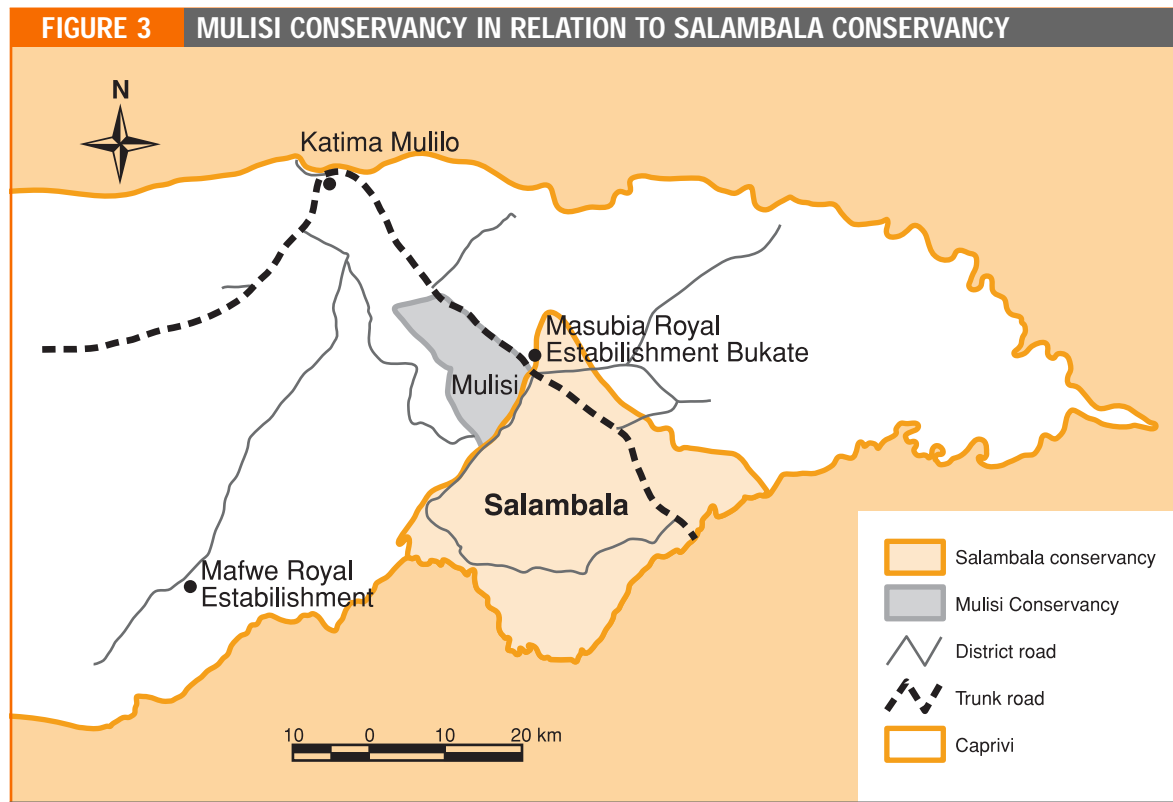 FIGURE 3 MULISI CONSERVANCY IN RELATION TO SALAMBALA CONSERVANCY
N
Katima Mulilo
Masubia Royal
Estabilishment Bukate
Mulisi
Salambala
Mafwe Royal
Estabilishment
10 0 10 20 km
Salambala conservancy
Mulisi Conservancy
District road
Trunk road
Caprivi